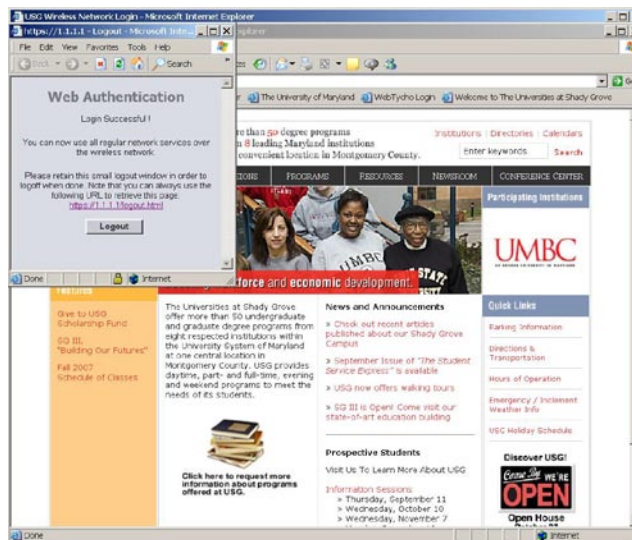 USG Wireless Network Login - Microsoft Internet Explorer
https://1.1.1.1 - Logout - Microsoft Inte...
File Edit View Favorites Tools Help
Back
Search
Web Authentication
Login Successful !
You can now use all regular network services over
the wireless network.
Please retain this small logout window in order to
logoff when done. Note that you can always use the
following URL to retrieve this page:
https://1.1.1.1/logout.html
Logout
Done
Internet
The University of Maryland
WebTycho Login
Welcome to The Universities at Shady Grove
than 50 degree programs
8 leading Maryland institutions
convenient location in Montgomery County.
Institutions | Directories | Calendars
Enter keywords
Search
PROGRAMS
RESOURCES
NEWSROOM
CONFERENCE CENTER
Participating Institutions
UMBC
UMBC
STATE
force and economic development.
Features
Give to USG
Scholarship Fund
SG III,
"Building Our Futures"
Fall 2007
Schedule of Classes
The Universities at Shady Grove
offer more than 50 undergraduate
and graduate degree programs from
eight respected institutions within
the University System of Maryland
at one central location in
Montgomery County. USG provides
daytime, part- and full-time, evening
and weekend programs to meet the
needs of its students.
Click here to request more
information about programs
offered at USG.
News and Announcements
» Check out recent articles
published about our Shady Grove
Campus
» September Issue of "The Student
Service Express" is available
» USG now offers walking tours
» SG III is Open! Come visit our
state-of-art education building
Prospective Students
Visit Us To Learn More About USG
Information Sessions
> Thursday, September 11
> Wednesday, October 10
> Wednesday, November 7
Quick Links
Parking Information
Directions &
Transportation
Hours of Operation
Emergency / Inclement
Weather Info
USG Holiday Schedule
Discover USG!
Come In
WE'RE
OPEN
Open House
Done
Internet